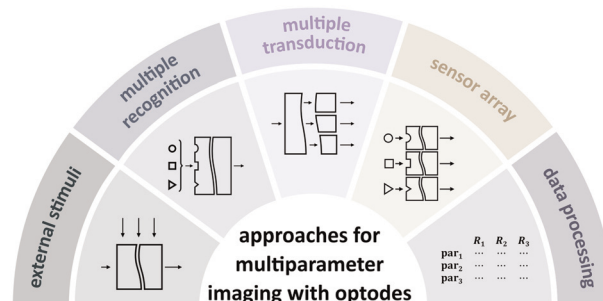 external stimuli
multiple
recognition
multiple
transduction
sensor array
data processing
R1 R2 R3
par1 ... ... ...
par2 ... ... ...
par3 ... ... ...
approaches for
multiparameter
imaging with optodes